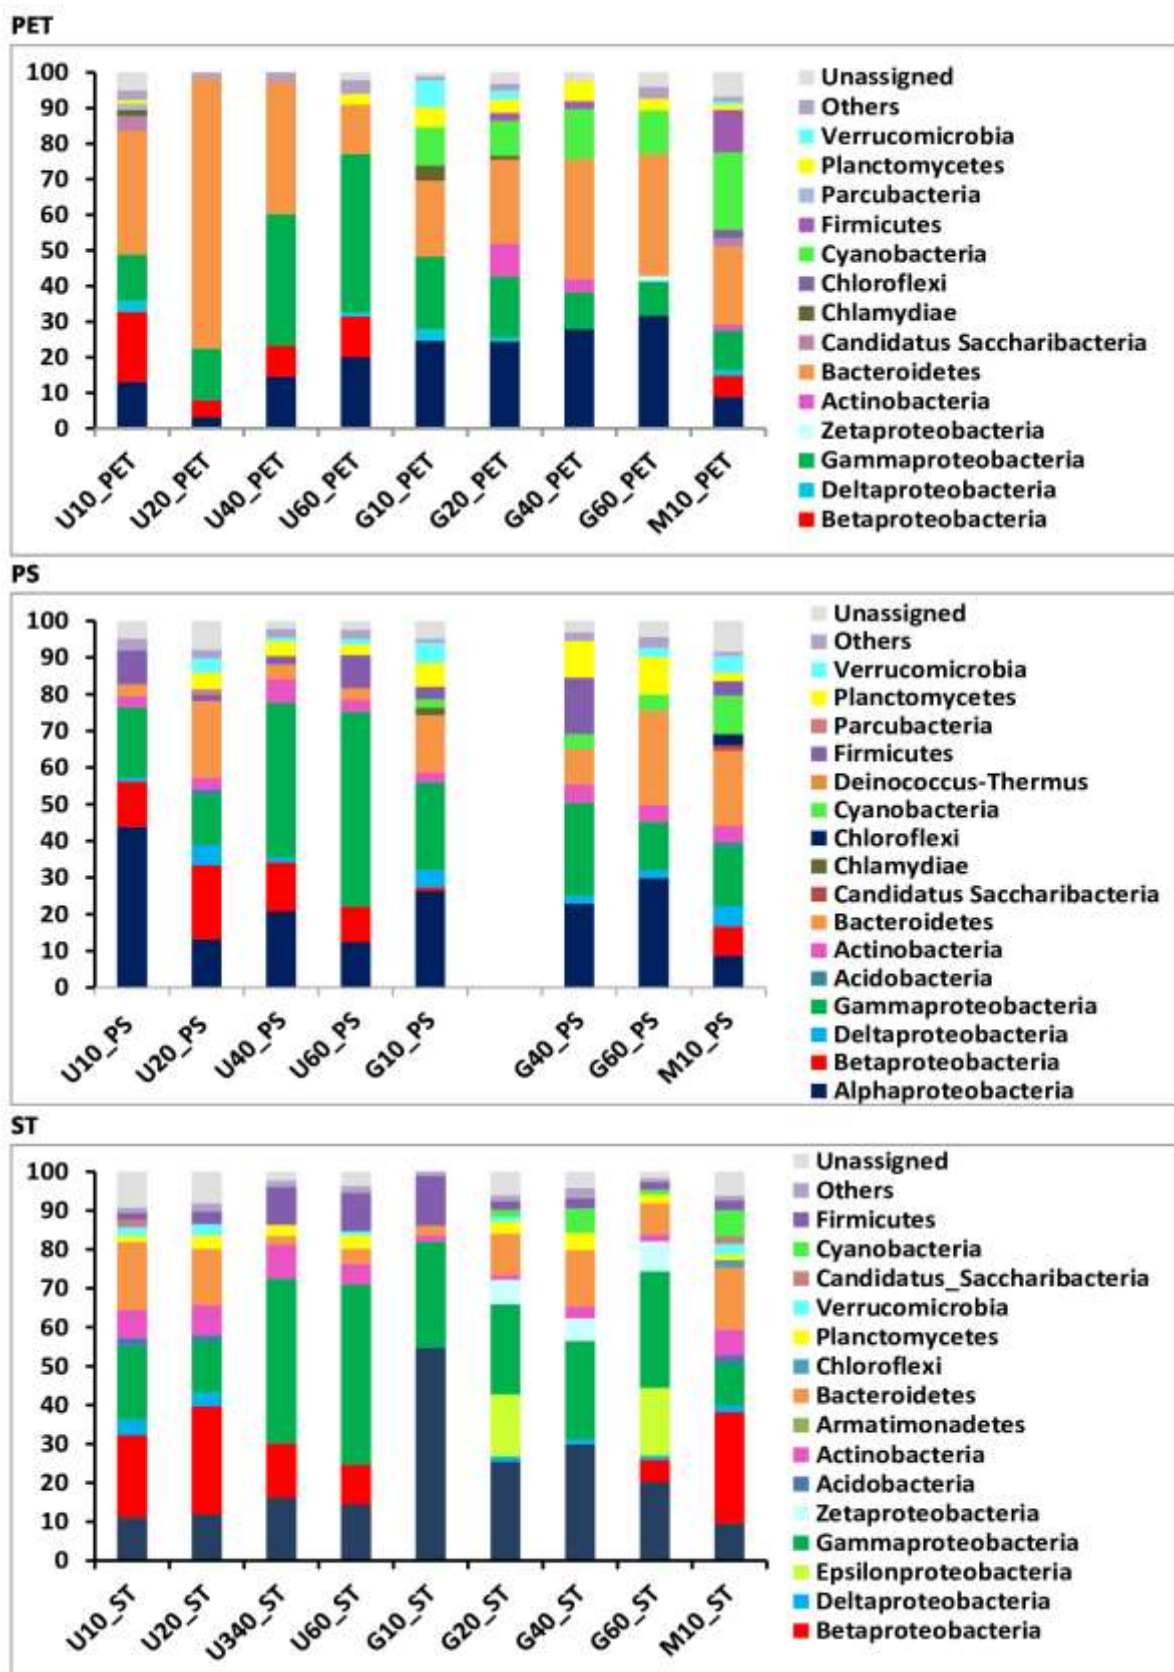 PET
100
90
80
70
60
50
40
30
20
10
0
U10_PET
U20_PET
U40_PET
U60_PET
G10_PET
G20_PET
G40_PET
G60_PET
M10_PET
Unassigned
Others
Verrucomicrobia
Planctomycetes
Parcubacteria
Firmicutes
Cyanobacteria
Chloroflexi
Chlamydiae
Candidatus Saccharibacteria
Bacteroidetes
Actinobacteria
Zetaproteobacteria
Gammaproteobacteria
Deltaproteobacteria
Betaproteobacteria
PS
100
90
80
70
60
50
40
30
20
10
0
U10_PS
U20_PS
U40_PS
U60_PS
G10_PS
G40_PS
G60_PS
M10_PS
Unassigned
Others
Verrucomicrobia
Planctomycetes
Parcubacteria
Firmicutes
Deinococcus-Thermus
Cyanobacteria
Chloroflexi
Chlamydiae
Candidatus Saccharibacteria
Bacteroidetes
Actinobacteria
Acidobacteria
Gammaproteobacteria
Deltaproteobacteria
Betaproteobacteria
Alphaproteobacteria
ST
100
90
80
70
60
50
40
30
20
10
0
U10_ST
U20_ST
U340_ST
U60_ST
G10_ST
G20_ST
G40_ST
G60_ST
M10_ST
Unassigned
Others
Firmicutes
Cyanobacteria
Candidatus_Saccharibacteria
Verrucomicrobia
Planctomycetes
Chloroflexi
Bacteroidetes
Armatimonadetes
Actinobacteria
Acidobacteria
Zetaproteobacteria
Gammaproteobacteria
Epsilonproteobacteria
Deltaproteobacteria
Betaproteobacteria